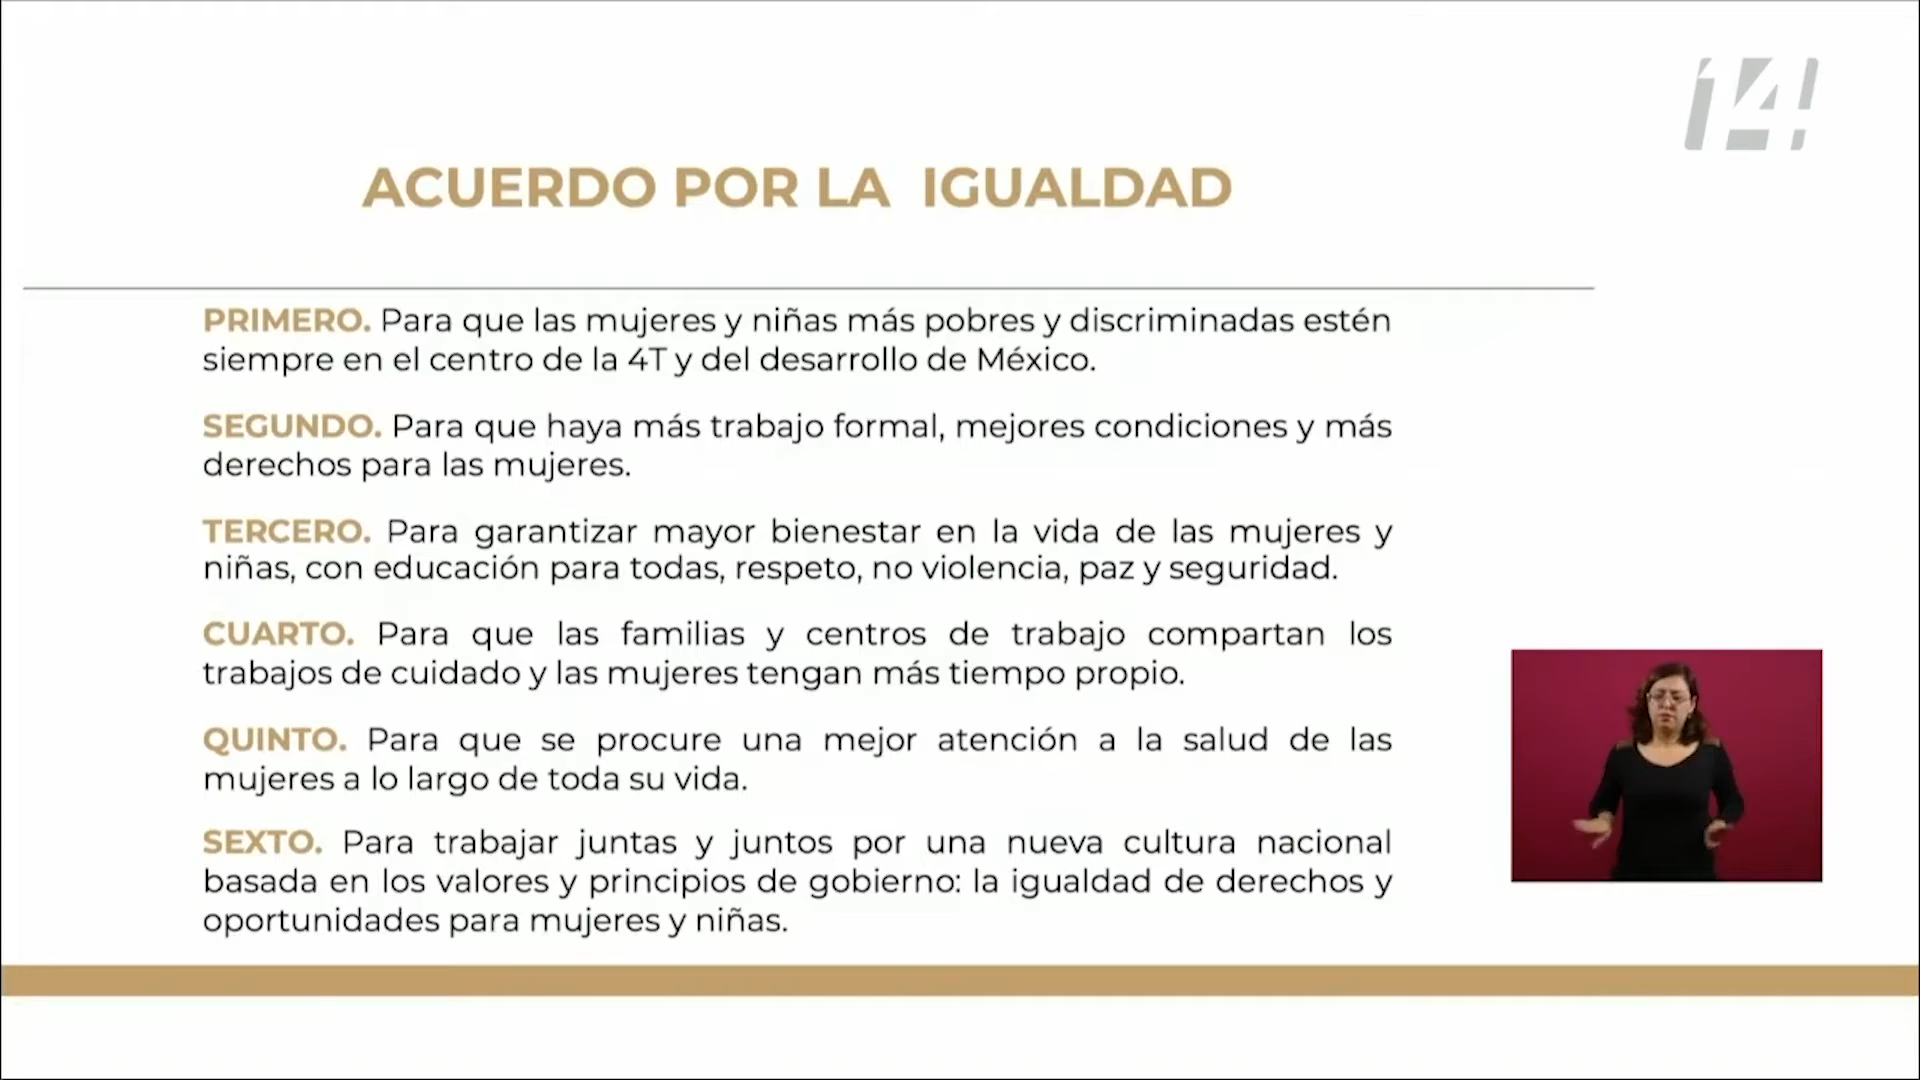 14!
ACUERDO POR LA IGUALDAD
PRIMERO. Para que las mujeres y niñas más pobres y discriminadas estén
siempre en el centro de la 4T y del desarrollo de México.
SEGUNDO. Para que haya más trabajo formal, mejores condiciones y más
derechos para las mujeres.
TERCERO. Para garantizar mayor bienestar en la vida de las mujeres y
niñas, con educación para todas, respeto, no violencia, paz y seguridad.
CUARTO. Para que las familias y centros de trabajo compartan los
trabajos de cuidado y las mujeres tengan más tiempo propio.
QUINTO. Para que se procure una mejor atención a la salud de las
mujeres a lo largo de toda su vida.
SEXTO. Para trabajar juntas y juntos por una nueva cultura nacional
basada en los valores y principios de gobierno: la igualdad de derechos y
oportunidades para mujeres y niñas.